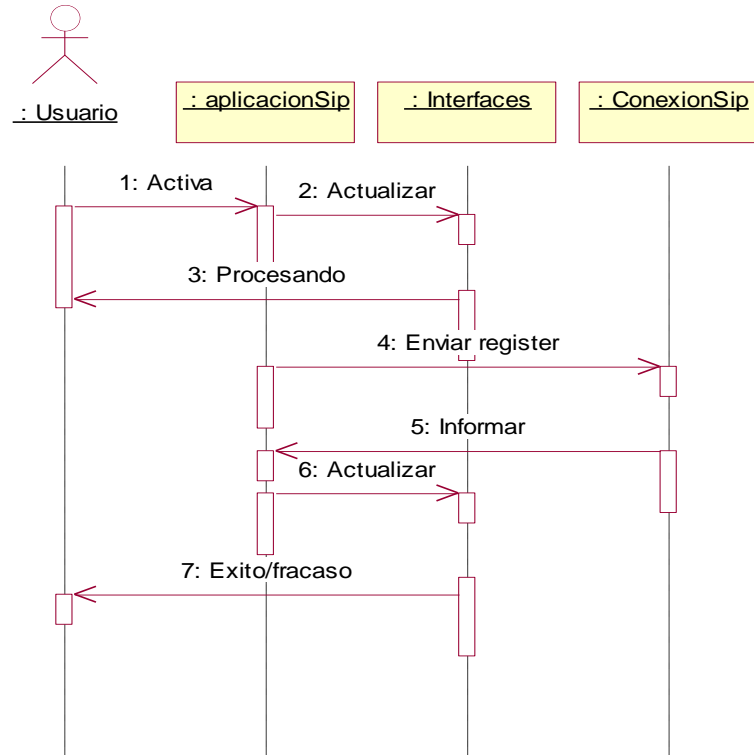 : Usuario
: aplicacionSip
: Interfaces
: ConexionSip
1: Activa
2: Actualizar
3: Procesando
4: Enviar register
5: Informar
6: Actualizar
7: Exito/fracaso